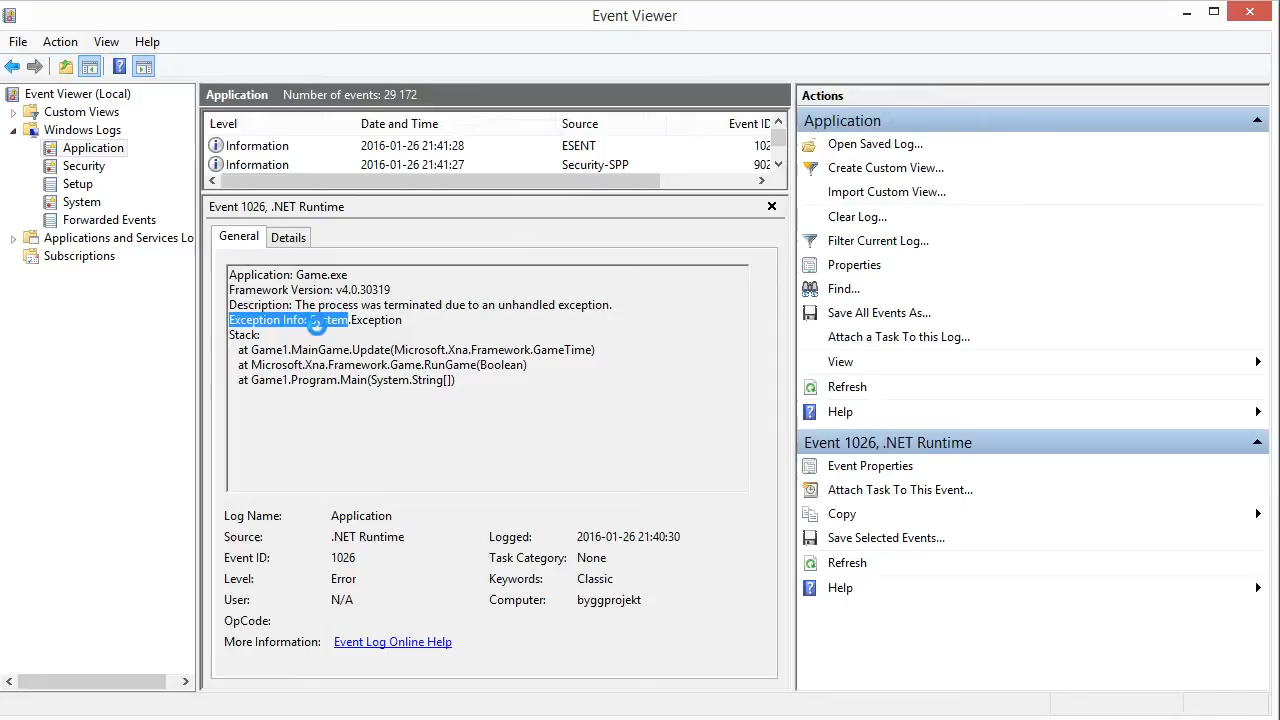 Event Viewer
File Action View Help
Event Viewer (Local)
Custom Views
Windows Logs
Application
Security
Setup
System
Forwarded Events
Applications and Services Lo
Subscriptions
Application Number of events: 29 172
Level Date and Time Source Event ID
Information 2016-01-26 21:41:28 ESENT 102
Information 2016-01-26 21:41:27 Security-SPP 902
Event 1026, .NET Runtime
General Details
Application: Game.exe
Framework Version: v4.0.30319
Description: The process was terminated due to an unhandled exception.
Exception Info: System.Exception
Stack:
at Game1.MainGame.Update(Microsoft.Xna.Framework.GameTime)
at Microsoft.Xna.Framework.Game.RunGame(Boolean)
at Game1.Program.Main(System.String[])
Log Name: Application
Source: .NET Runtime Logged: 2016-01-26 21:40:30
Event ID: 1026 Task Category: None
Level: Error Keywords: Classic
User: N/A Computer: byggprojekt
OpCode:
More Information: Event Log Online Help
Actions
Application
Open Saved Log...
Create Custom View...
Import Custom View...
Clear Log...
Filter Current Log...
Properties
Find...
Save All Events As...
Attach a Task To this Log...
View
Refresh
Help
Event 1026, .NET Runtime
Event Properties
Attach Task To This Event...
Copy
Save Selected Events...
Refresh
Help